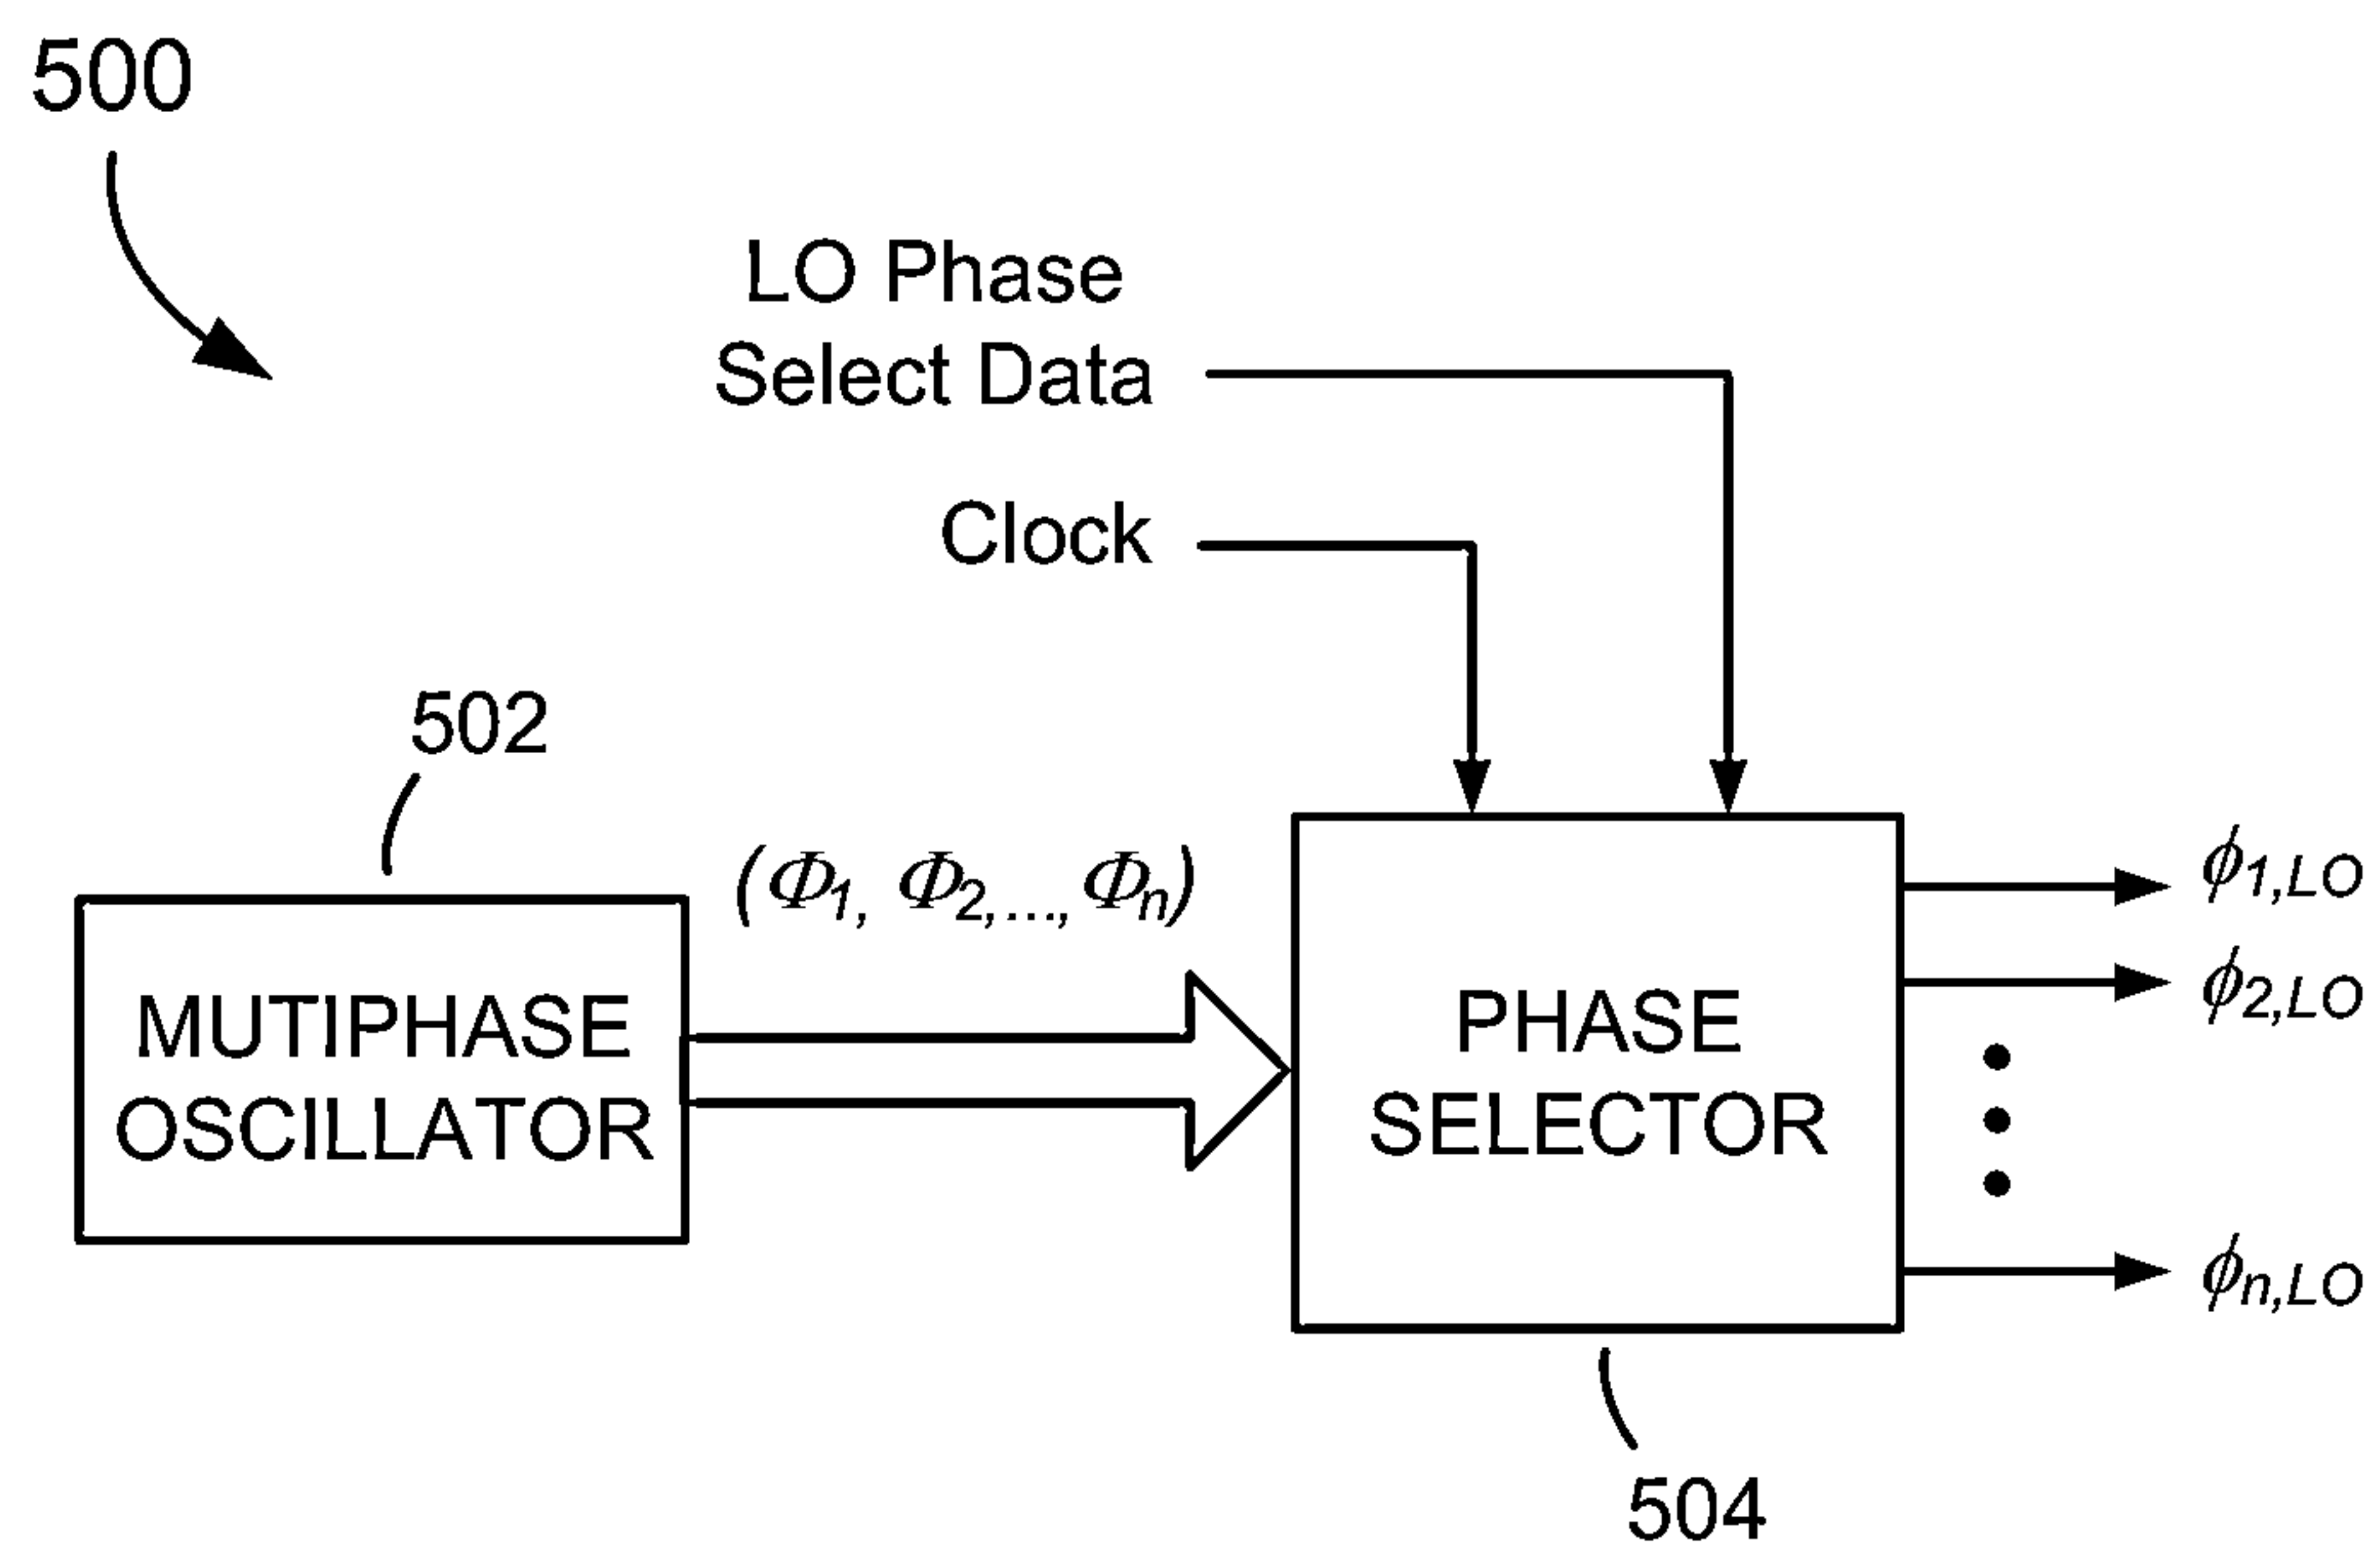 500
LO Phase
Select Data
Clock
502
(Φ1, Φ2,..., Φn)
MUTIPHASE
OSCILLATOR
PHASE
SELECTOR
ϕ1,LO
ϕ2,LO
ϕn,LO
504